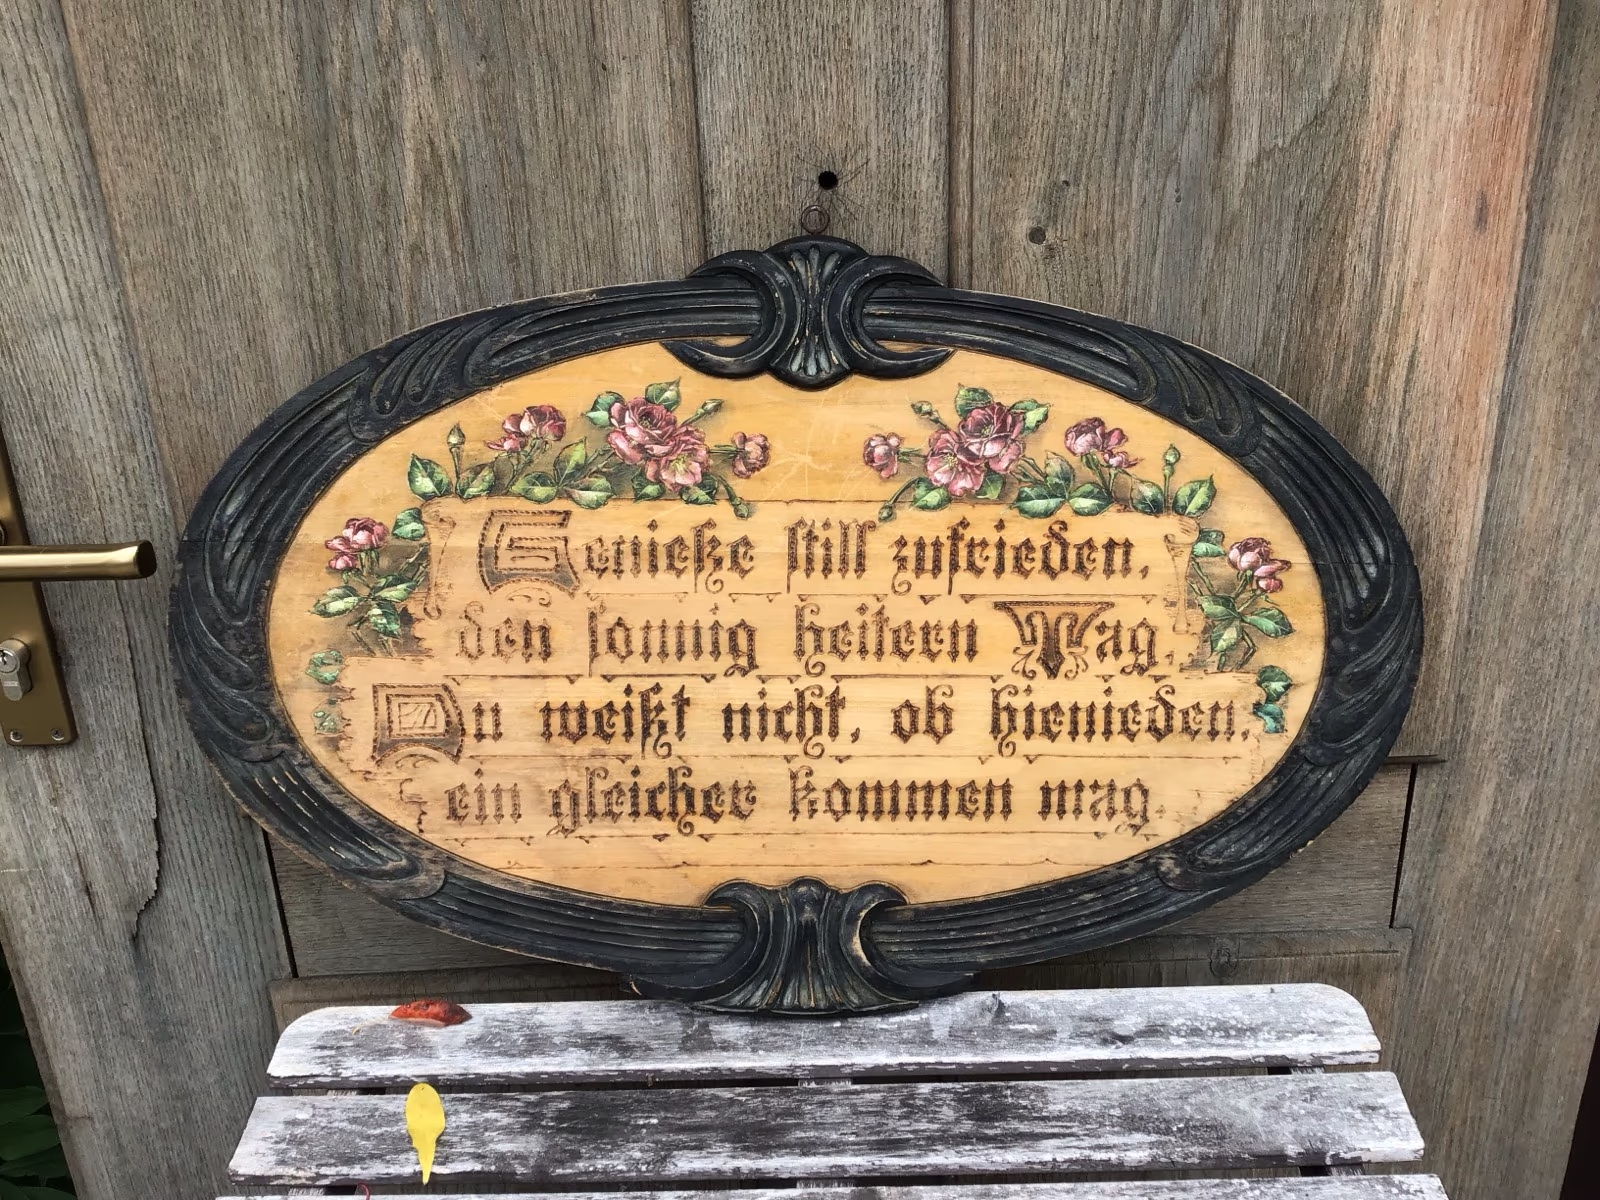 Genieße still zufrieden,
den sonnig heitern Tag,
Du weißt nicht, ob hienieden,
ein gleicher kommen mag.